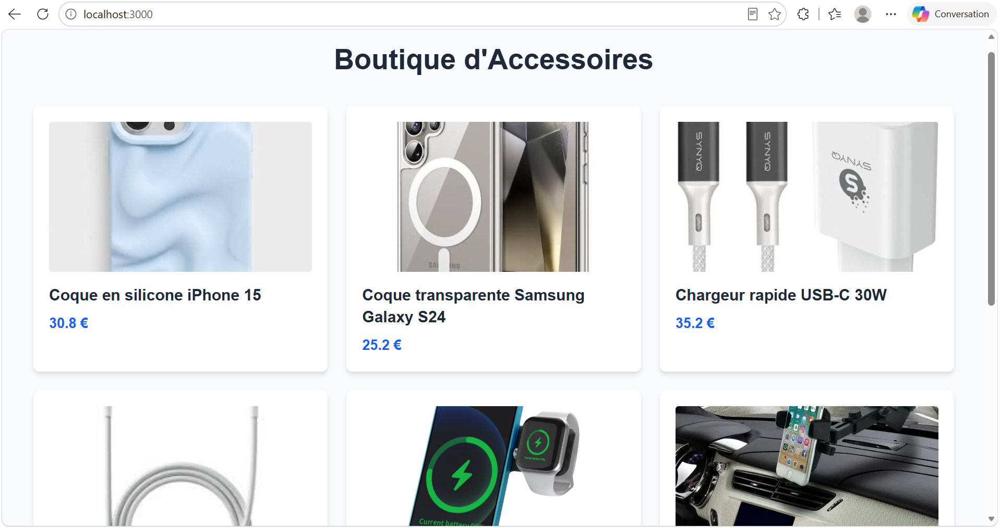 localhost:3000
Conversation
Boutique d'Accessoires
SYNYQ
SYNYQ
SYNYQ
S
Coque en silicone iPhone 15
30.8 €
Coque transparente Samsung
Galaxy S24
25.2 €
Chargeur rapide USB-C 30W
35.2 €
Current battery